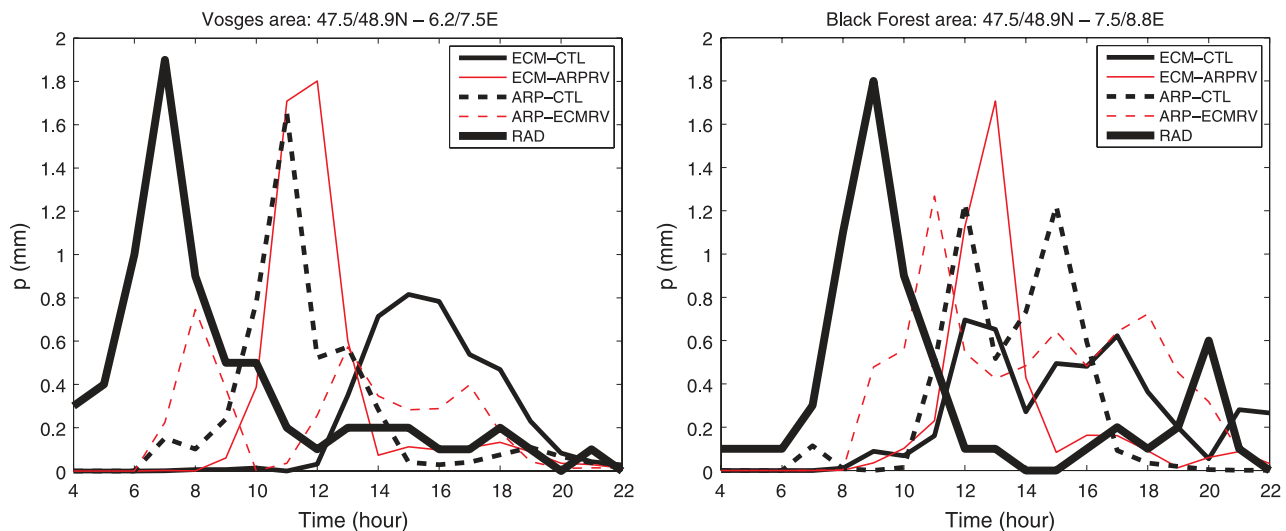 Vosges area: 47.5/48.9N − 6.2/7.5E
p (mm)
2
1.8
1.6
1.4
1.2
1
0.8
0.6
0.4
0.2
0
4 6 8 10 12 14 16 18 20 22
Time (hour)
ECM−CTL
ECM−ARPRV
ARP−CTL
ARP−ECMRV
RAD
Black Forest area: 47.5/48.9N − 7.5/8.8E
p (mm)
2
1.8
1.6
1.4
1.2
1
0.8
0.6
0.4
0.2
0
4 6 8 10 12 14 16 18 20 22
Time (hour)
ECM−CTL
ECM−ARPRV
ARP−CTL
ARP−ECMRV
RAD